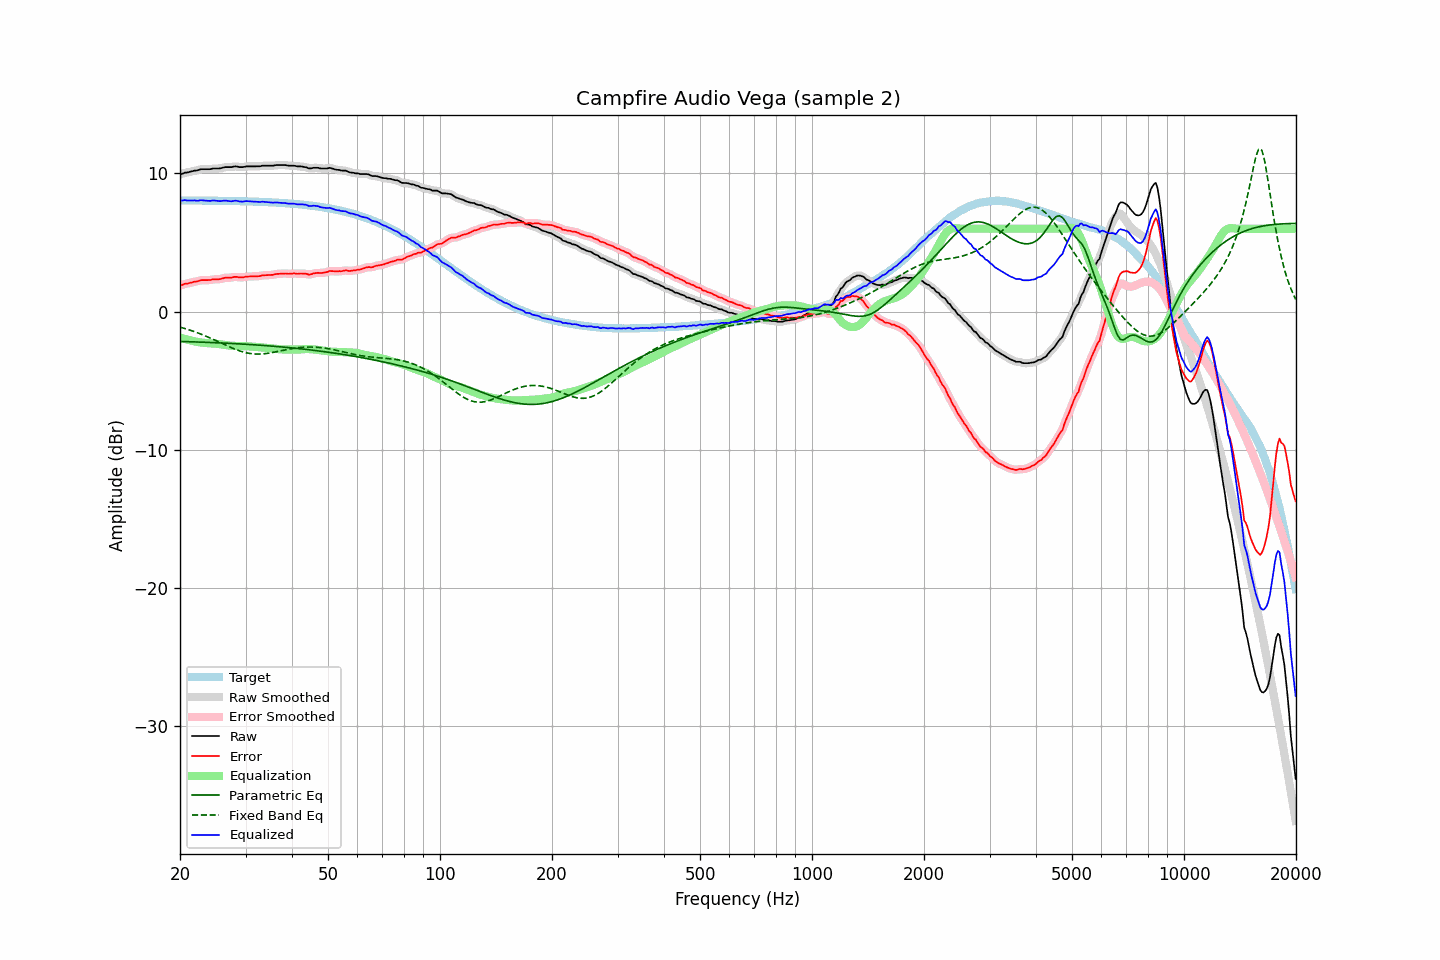 Campfire Audio Vega (sample 2)
10
0
−10
−20
−30
Amplitude (dBr)
Target
Raw Smoothed
Error Smoothed
Raw
Error
Equalization
Parametric Eq
Fixed Band Eq
Equalized
20 50 100 200 500 1000 2000 5000 10000 20000
Frequency (Hz)